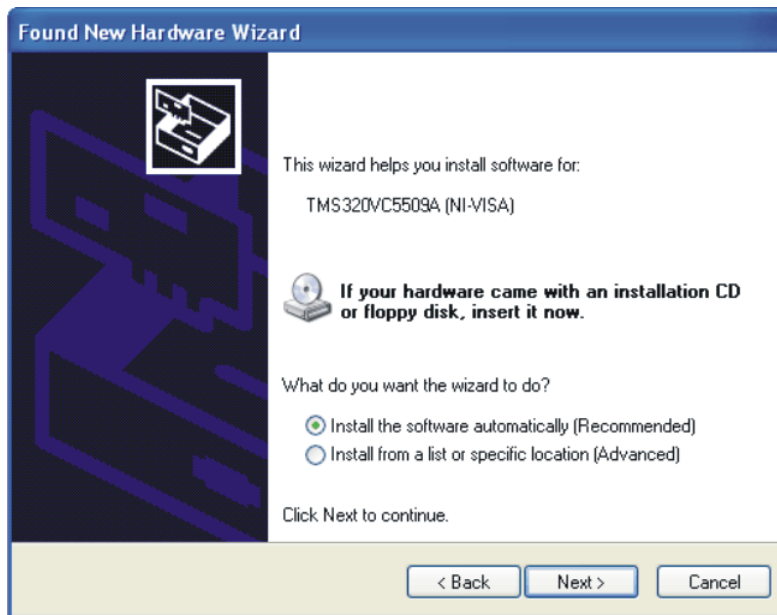 Found New Hardware Wizard
This wizard helps you install software for:
TMS320VC5509A (NI-VISA)
If your hardware came with an installation CD
or floppy disk, insert it now.
What do you want the wizard to do?
Install the software automatically (Recommended)
Install from a list or specific location (Advanced)
Click Next to continue.
< Back
Next >
Cancel